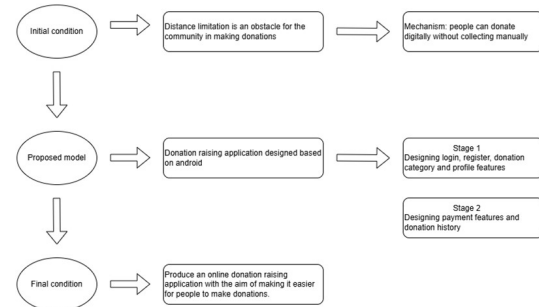 Initial condition
Distance limitation is an obstacle for the
community in making donations
Mechanism: people can donate
digitally without collecting manually
Proposed model
Donation raising application designed based
on android
Stage 1
Designing login, register, donation
category and profile features
Stage 2
Designing payment features and
donation history
Final condition
Produce an online donation raising
application with the aim of making it easier
for people to make donations.